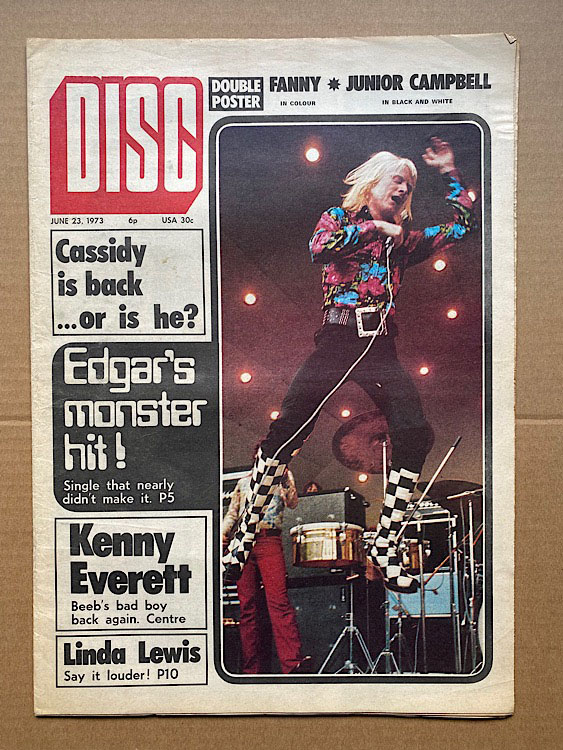 DISC
JUNE 23, 1973 6p USA 30c
DOUBLE
POSTER
FANNY ✷ JUNIOR CAMPBELL
IN COLOUR IN BLACK AND WHITE
Cassidy
is back
...or is he?
Edgar's
monster
hit!
Single that nearly
didn't make it. P5
Kenny
Everett
Beeb's bad boy
back again. Centre
Linda Lewis
Say it louder! P10